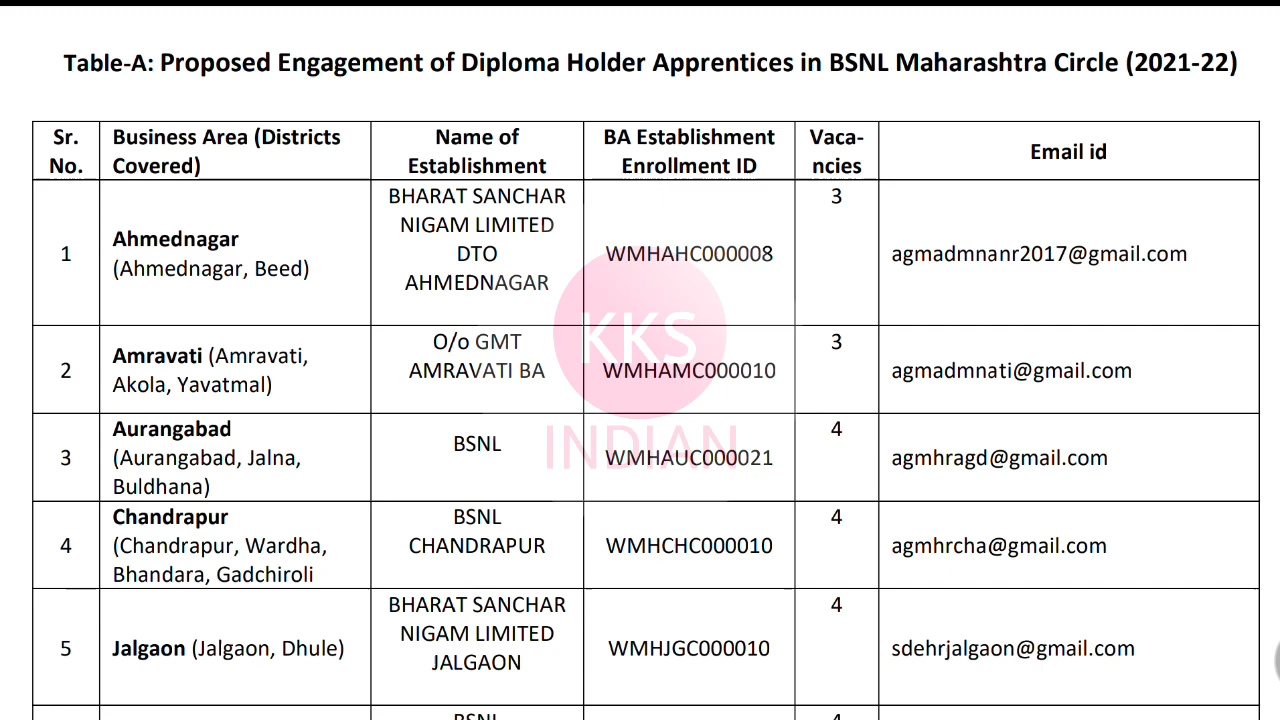 Table-A: Proposed Engagement of Diploma Holder Apprentices in BSNL Maharashtra Circle (2021-22)
Sr. No.
Business Area (Districts Covered)
Name of Establishment
BA Establishment Enrollment ID
Vaca-ncies
Email id
1
Ahmednagar
(Ahmednagar, Beed)
BHARAT SANCHAR
NIGAM LIMITED
DTO
AHMEDNAGAR
WMHAHC000008
3
agmadmnanr2017@gmail.com
2
Amravati (Amravati,
Akola, Yavatmal)
O/o GMT
AMRAVATI BA
WMHAMC000010
3
agmadmnati@gmail.com
3
Aurangabad
(Aurangabad, Jalna,
Buldhana)
BSNL
WMHAUC000021
4
agmhragd@gmail.com
4
Chandrapur
(Chandrapur, Wardha,
Bhandara, Gadchiroli
BSNL
CHANDRAPUR
WMHCHC000010
4
agmhrcha@gmail.com
5
Jalgaon (Jalgaon, Dhule)
BHARAT SANCHAR
NIGAM LIMITED
JALGAON
WMHJGC000010
4
sdehrjalgaon@gmail.com
BSNL
4
KKS
INDIAN